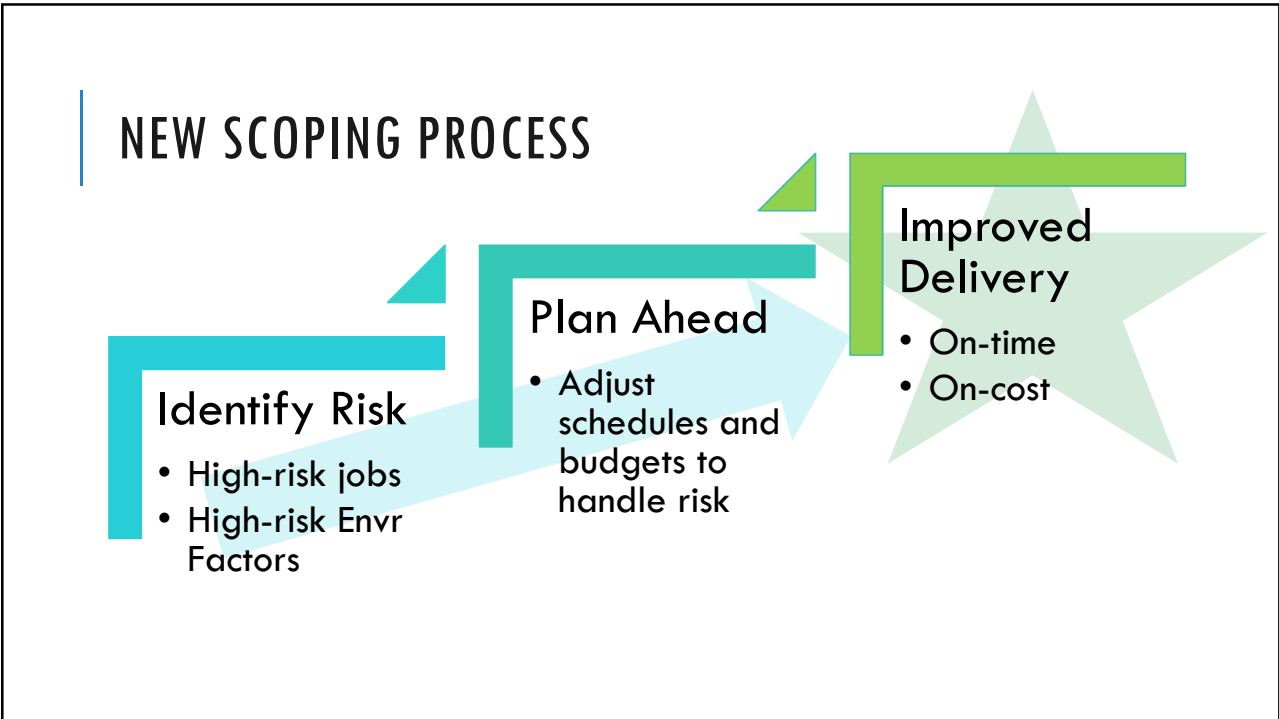 NEW SCOPING PROCESS
Identify Risk
• High-risk jobs
• High-risk Envr
Factors
Plan Ahead
• Adjust
schedules and
budgets to
handle risk
Improved
Delivery
• On-time
• On-cost